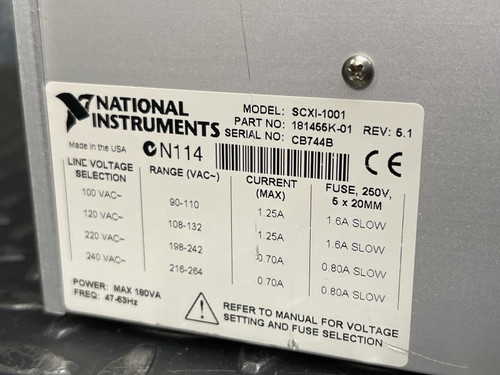 NATIONAL INSTRUMENTS
MODEL: SCXI-1001
PART NO: 181455K-01 REV: 5.1
SERIAL NO: CB744B
Made in the USA
N114
CE
LINE VOLTAGE SELECTION
RANGE (VAC~)
CURRENT (MAX)
FUSE, 250V, 5 x 20MM
100 VAC~ 90-110 1.25A 1.6A SLOW
120 VAC~ 108-132 1.25A 1.6A SLOW
220 VAC~ 198-242 0.70A 0.80A SLOW
240 VAC~ 216-264 0.70A 0.80A SLOW
POWER: MAX 180VA
FREQ: 47-63Hz
REFER TO MANUAL FOR VOLTAGE
SETTING AND FUSE SELECTION